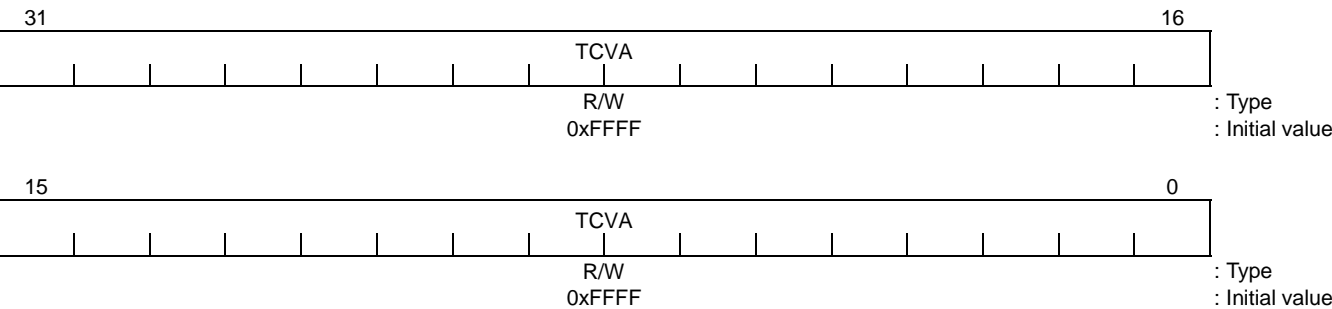 31 16
TCVA
R/W : Type
0xFFFF : Initial value
15 0
TCVA
R/W : Type
0xFFFF : Initial value